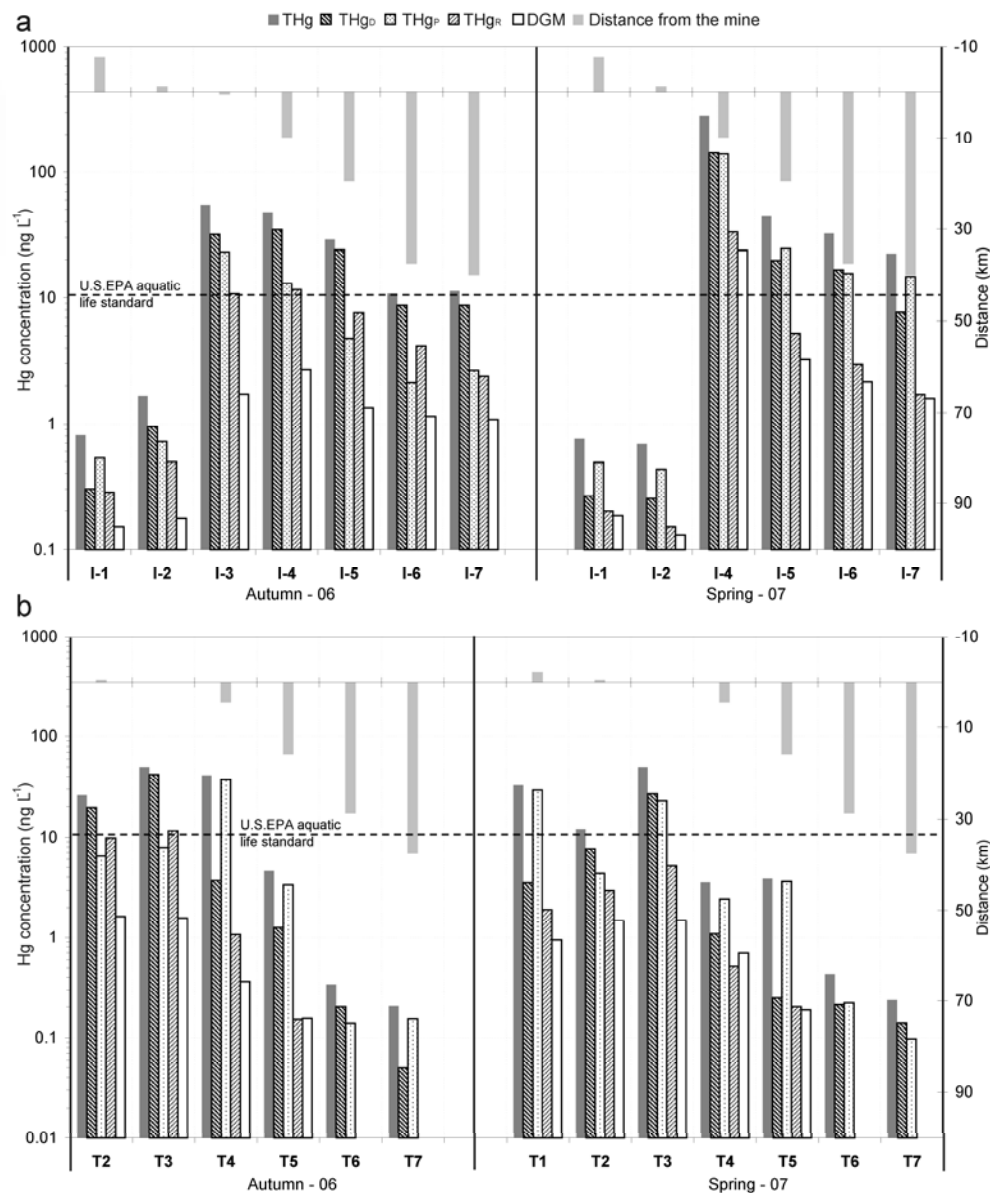 THg THgD THgP THgR DGM Distance from the mine
a
1000 -10
100 10
30
10 50
1 70
90
0.1
Hg concentration (ng L-1)
Distance (km)
U.S.EPA aquatic
life standard
I-1 I-2 I-3 I-4 I-5 I-6 I-7 I-1 I-2 I-4 I-5 I-6 I-7
Autumn - 06 Spring - 07
b
1000 -10
100 10
10 30
1 50
0.1 70
90
0.01
Hg concentration (ng L-1)
Distance (km)
U.S.EPA aquatic
life standard
T2 T3 T4 T5 T6 T7 T1 T2 T3 T4 T5 T6 T7
Autumn - 06 Spring - 07